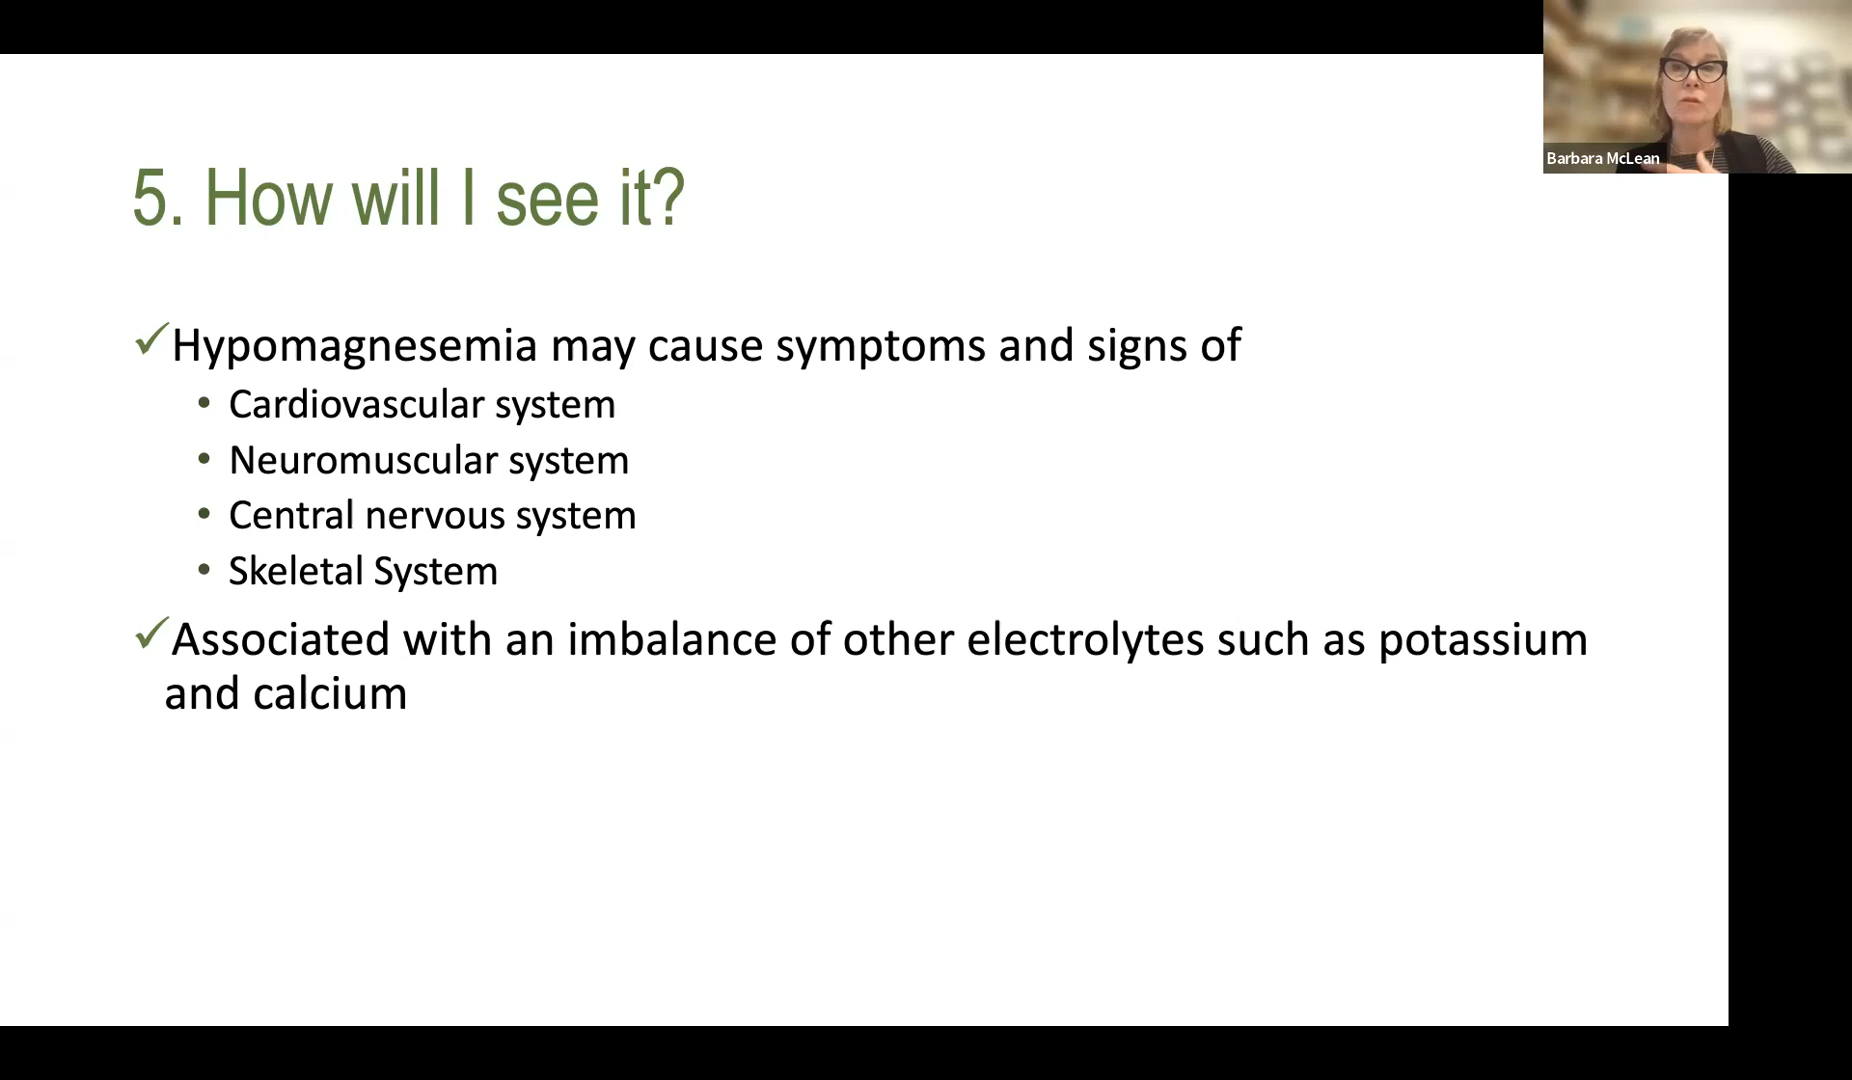 Barbara McLean
5. How will I see it?
✓Hypomagnesemia may cause symptoms and signs of
• Cardiovascular system
• Neuromuscular system
• Central nervous system
• Skeletal System
✓Associated with an imbalance of other electrolytes such as potassium
and calcium